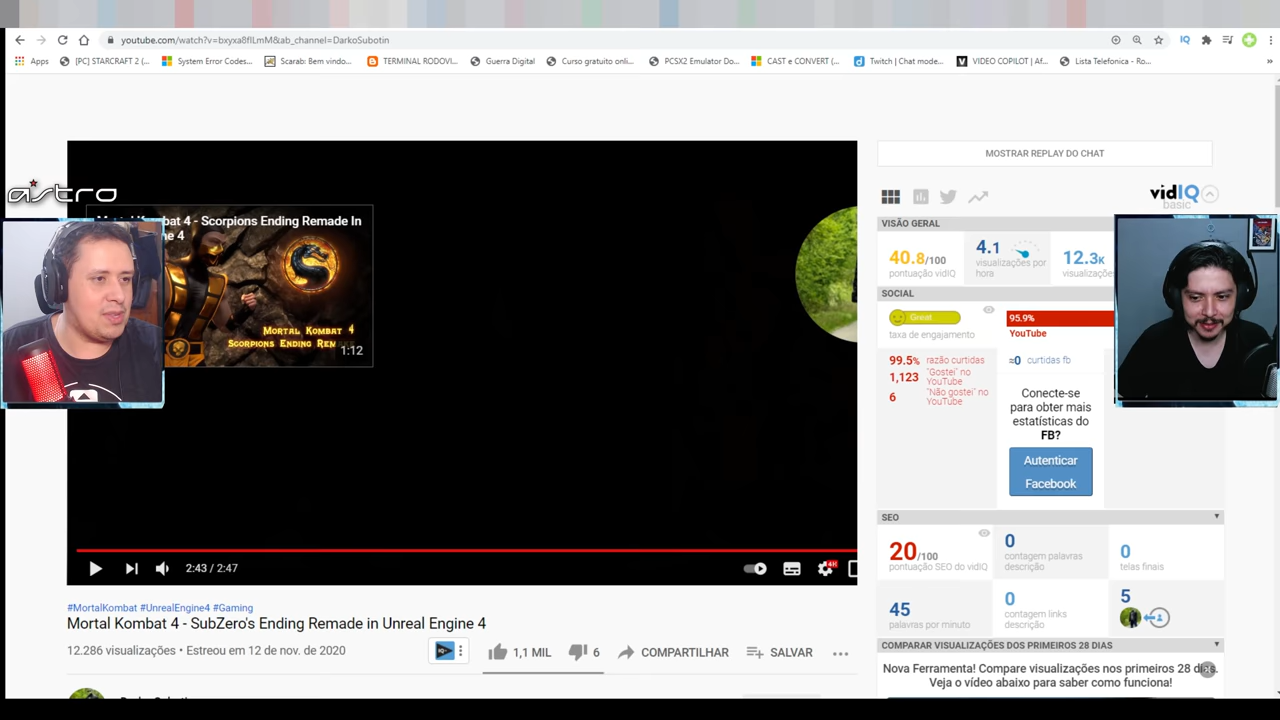 youtube.com/watch?v=bxyxa8flLmM&ab_channel=DarkoSubotin
Apps
[PC] STARCRAFT 2 (...
System Error Codes...
Scarab: Bem vindo...
TERMINAL RODOVI...
Guerra Digital
Curso gratuito onli...
PCSX2 Emulator Do...
CAST e CONVERT (...
Twitch | Chat mode...
VIDEO COPILOT | Af...
Lista Telefonica - Ro...
»
MOSTRAR REPLAY DO CHAT
astro
vidIQ
basic
Kombat 4 - Scorpions Ending Remade In
ne 4
MORTAL KOMBAT 4
SCORPIONS ENDING
1:12
VISÃO GERAL
40.8/100
pontuação vidIQ
4.1
visualizações por
hora
12.3K
visualizações
SOCIAL
Great
taxa de engajamento
95.9%
YouTube
99.5% razão curtidas
1,123 "Gostei" no
YouTube
6 "Não gostei" no
YouTube
≈0 curtidas fb
Conecte-se
para obter mais
estatísticas do
FB?
Autenticar
Facebook
SEO
20/100
pontuação SEO do vidIQ
0
contagem palavras
descrição
0
telas finais
45
palavras por minuto
0
contagem links
descrição
5
2:43 / 2:47
#MortalKombat #UnrealEngine4 #Gaming
Mortal Kombat 4 - SubZero's Ending Remade in Unreal Engine 4
12.286 visualizações • Estreou em 12 de nov. de 2020
1,1 MIL
6
COMPARTILHAR
SALVAR
COMPARAR VISUALIZAÇÕES DOS PRIMEIROS 28 DIAS
Nova Ferramenta! Compare visualizações nos primeiros 28 dias.
Veja o vídeo abaixo para saber como funciona!